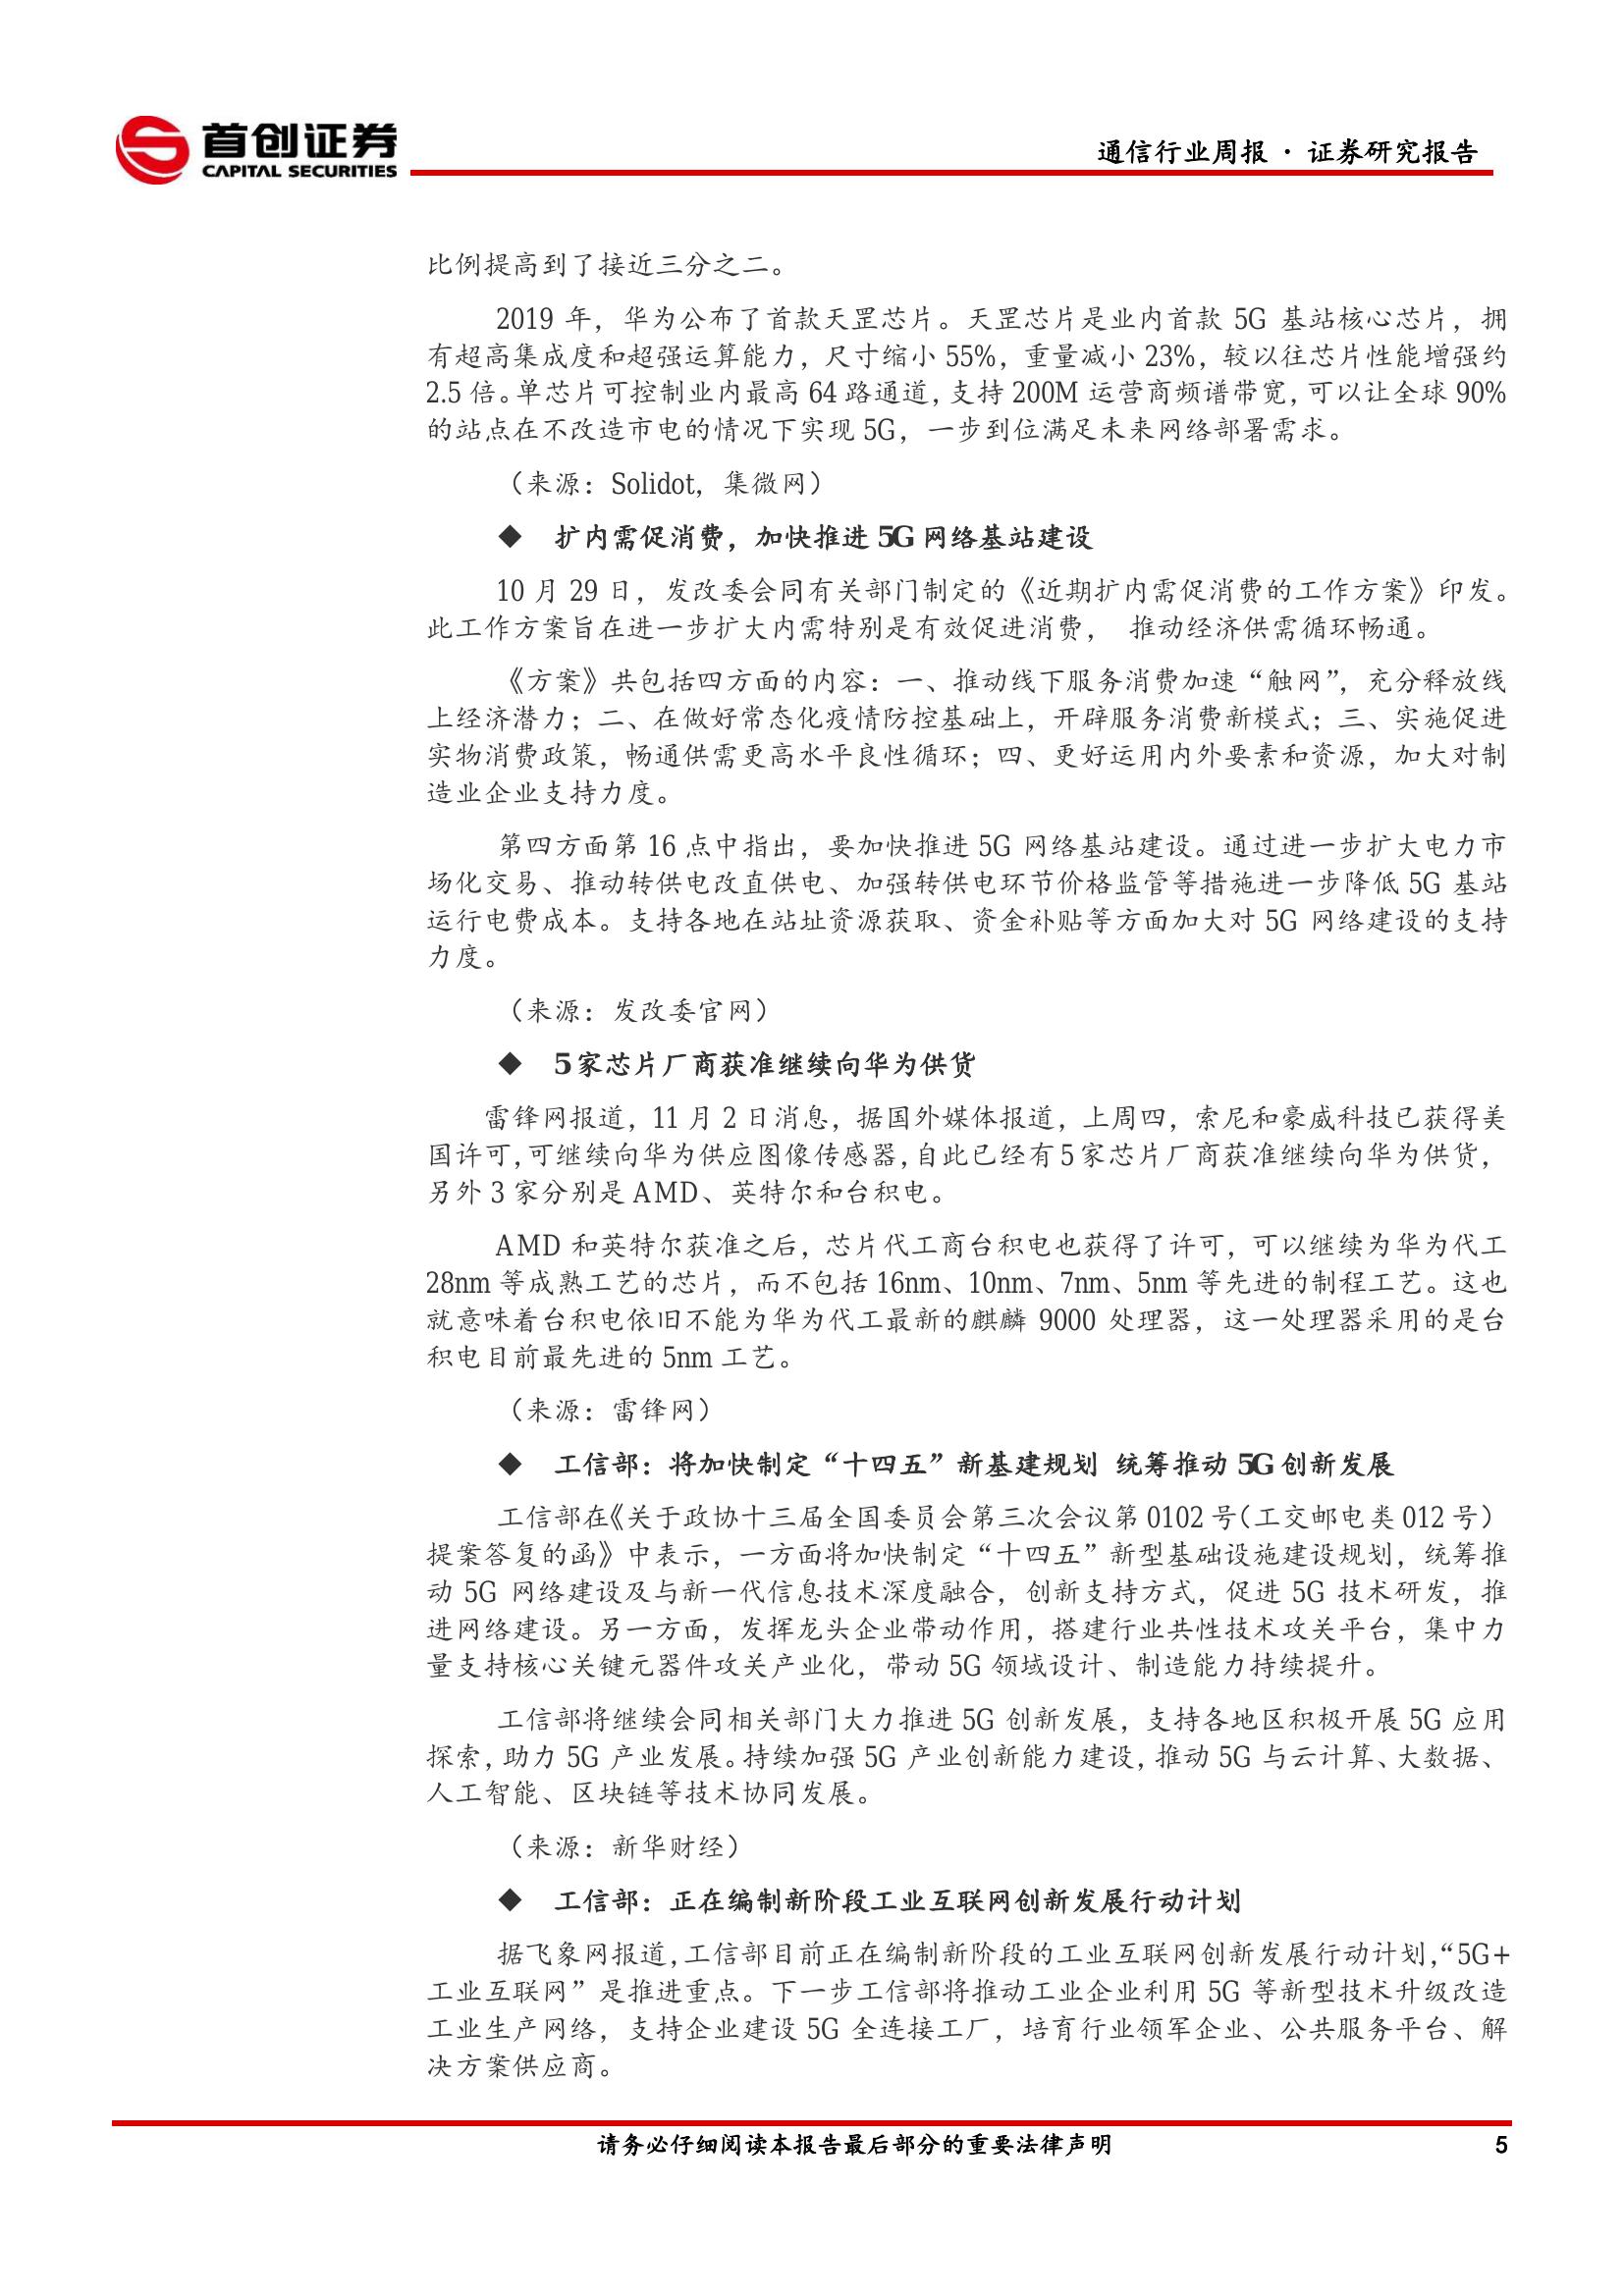 首创证券
CAPITAL SECURITIES
通信行业周报 · 证券研究报告
比例提高到了接近三分之二。
2019 年，华为公布了首款天罡芯片。天罡芯片是业内首款 5G 基站核心芯片，拥
有超高集成度和超强运算能力，尺寸缩小 55%，重量减小 23%，较以往芯片性能增强约
2.5 倍。单芯片可控制业内最高 64 路通道，支持 200M 运营商频谱带宽，可以让全球 90%
的站点在不改造市电的情况下实现 5G，一步到位满足未来网络部署需求。
（来源：Solidot，集微网）
◆ 扩内需促消费，加快推进 5G 网络基站建设
10 月 29 日，发改委会同有关部门制定的《近期扩内需促消费的工作方案》印发。
此工作方案旨在进一步扩大内需特别是有效促进消费， 推动经济供需循环畅通。
《方案》共包括四方面的内容：一、推动线下服务消费加速“触网”，充分释放线
上经济潜力；二、在做好常态化疫情防控基础上，开辟服务消费新模式；三、实施促进
实物消费政策，畅通供需更高水平良性循环；四、更好运用内外要素和资源，加大对制
造业企业支持力度。
第四方面第 16 点中指出，要加快推进 5G 网络基站建设。通过进一步扩大电力市
场化交易、推动转供电改直供电、加强转供电环节价格监管等措施进一步降低 5G 基站
运行电费成本。支持各地在站址资源获取、资金补贴等方面加大对 5G 网络建设的支持
力度。
（来源：发改委官网）
◆ 5 家芯片厂商获准继续向华为供货
雷锋网报道，11 月 2 日消息，据国外媒体报道，上周四，索尼和豪威科技已获得美
国许可，可继续向华为供应图像传感器，自此已经有 5 家芯片厂商获准继续向华为供货，
另外 3 家分别是 AMD、英特尔和台积电。
AMD 和英特尔获准之后，芯片代工商台积电也获得了许可，可以继续为华为代工
28nm 等成熟工艺的芯片，而不包括 16nm、10nm、7nm、5nm 等先进的制程工艺。这也
就意味着台积电依旧不能为华为代工最新的麒麟 9000 处理器，这一处理器采用的是台
积电目前最先进的 5nm 工艺。
（来源：雷锋网）
◆ 工信部：将加快制定“十四五”新基建规划 统筹推动 5G 创新发展
工信部在《关于政协十三届全国委员会第三次会议第 0102 号（工交邮电类 012 号）
提案答复的函》中表示，一方面将加快制定“十四五”新型基础设施建设规划，统筹推
动 5G 网络建设及与新一代信息技术深度融合，创新支持方式，促进 5G 技术研发，推
进网络建设。另一方面，发挥龙头企业带动作用，搭建行业共性技术攻关平台，集中力
量支持核心关键元器件攻关产业化，带动 5G 领域设计、制造能力持续提升。
工信部将继续会同相关部门大力推进 5G 创新发展，支持各地区积极开展 5G 应用
探索，助力 5G 产业发展。持续加强 5G 产业创新能力建设，推动 5G 与云计算、大数据、
人工智能、区块链等技术协同发展。
（来源：新华财经）
◆ 工信部：正在编制新阶段工业互联网创新发展行动计划
据飞象网报道，工信部目前正在编制新阶段的工业互联网创新发展行动计划，“5G+
工业互联网”是推进重点。下一步工信部将推动工业企业利用 5G 等新型技术升级改造
工业生产网络，支持企业建设 5G 全连接工厂，培育行业领军企业、公共服务平台、解
决方案供应商。
请务必仔细阅读本报告最后部分的重要法律声明 5